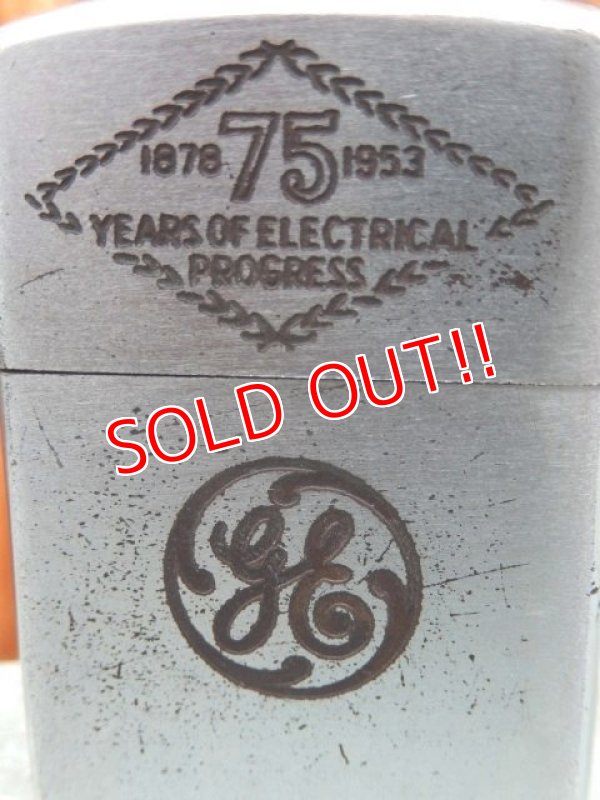 1878 75 1953
YEARS OF ELECTRICAL
PROGRESS
SOLD OUT!!
GE